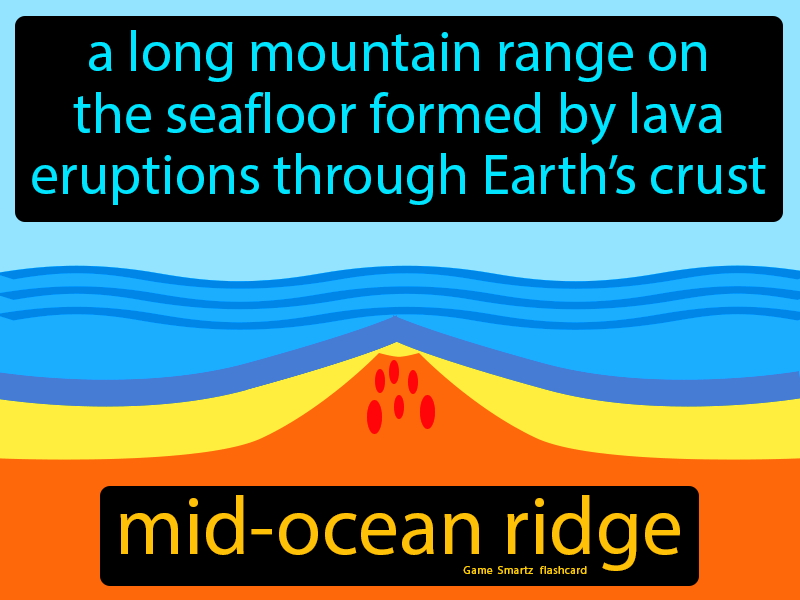 a long mountain range on
the seafloor formed by lava
eruptions through Earth’s crust
mid-ocean ridge
Game Smartz flashcard